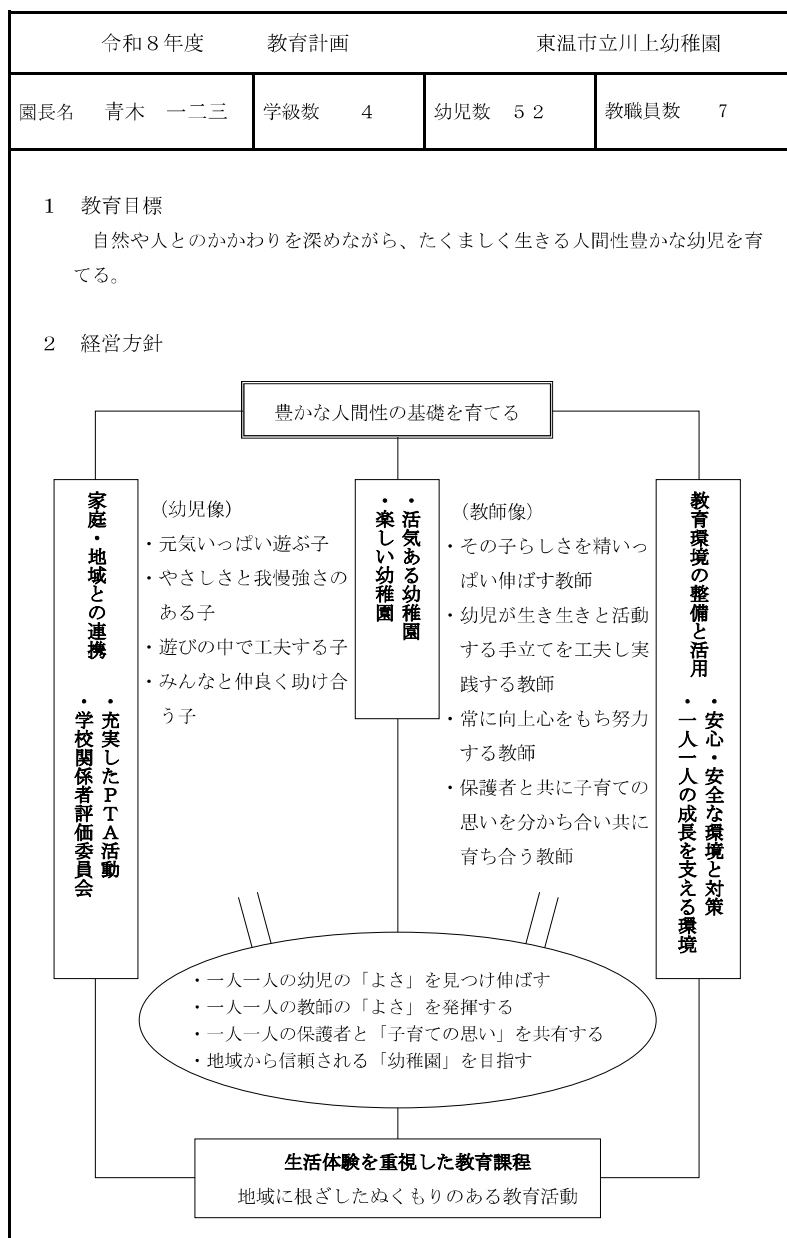 令和８年度　教育計画　東温市立川上幼稚園
園長名　青木　一二三　学級数　４　幼児数　５２　教職員数　７
１　教育目標
自然や人とのかかわりを深めながら、たくましく生きる人間性豊かな幼児を育
てる。
２　経営方針
豊かな人間性の基礎を育てる
家庭・地域との連携
・充実したＰＴＡ活動
・学校関係者評価委員会
(幼児像)
・元気いっぱい遊ぶ子
・やさしさと我慢強さの
ある子
・遊びの中で工夫する子
・みんなと仲良く助け合
う子
・活気ある幼稚園
・楽しい幼稚園
(教師像)
・その子らしさを精いっ
ぱい伸ばす教師
・幼児が生き生きと活動
する手立てを工夫し実
践する教師
・常に向上心をもち努力
する教師
・保護者と共に子育ての
思いを分かち合い共に
育ち合う教師
教育環境の整備と活用
・安心・安全な環境と対策
・一人一人の成長を支える環境
・一人一人の幼児の「よさ」を見つけ伸ばす
・一人一人の教師の「よさ」を発揮する
・一人一人の保護者と「子育ての思い」を共有する
・地域から信頼される「幼稚園」を目指す
生活体験を重視した教育課程
地域に根ざしたぬくもりのある教育活動